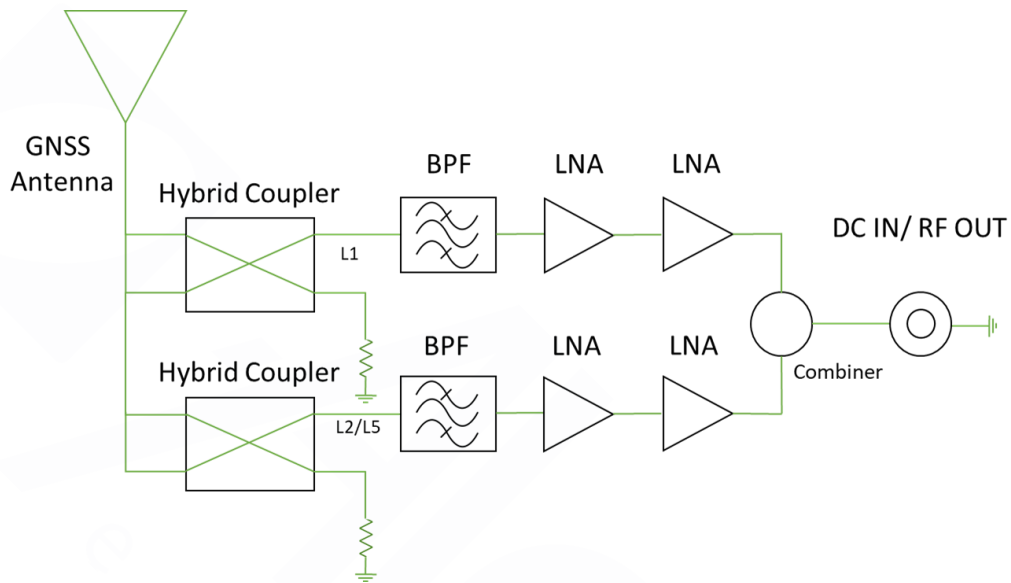 GNSS
Antenna
Hybrid Coupler
L1
BPF
LNA
LNA
DC IN/ RF OUT
Hybrid Coupler
L2/L5
BPF
LNA
LNA
Combiner